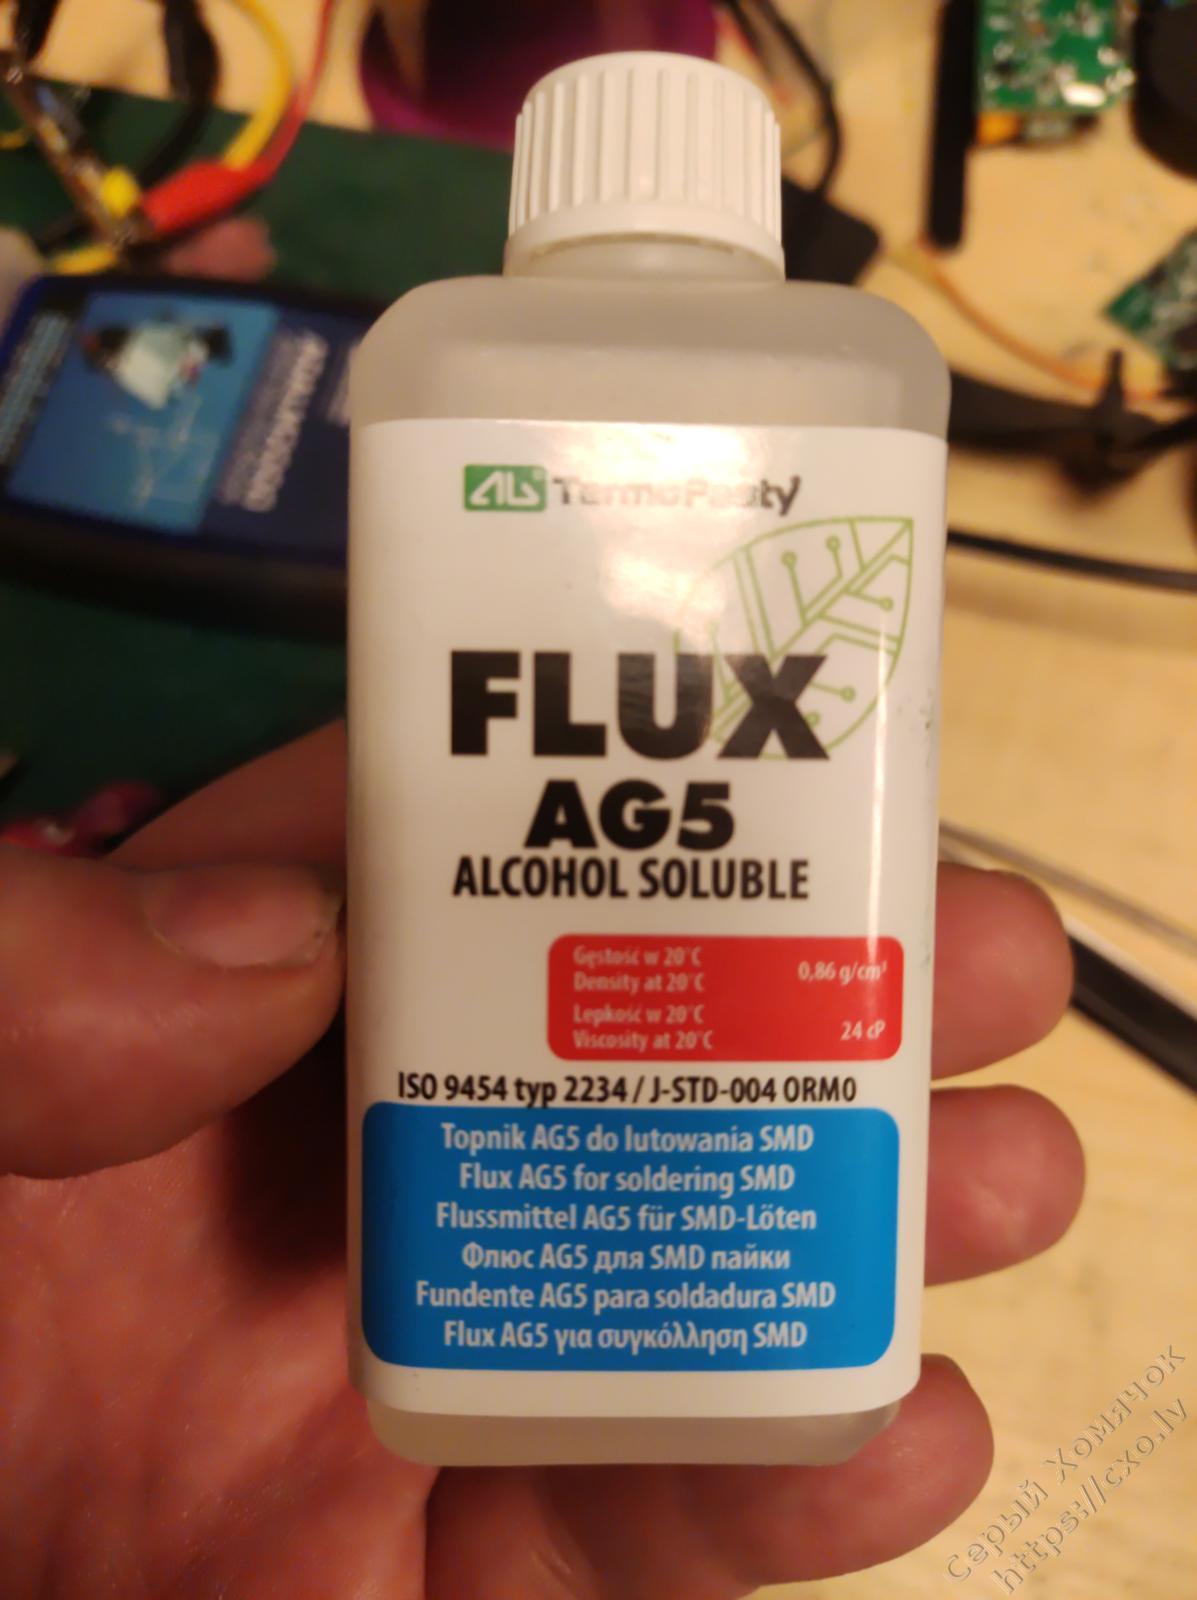 AG TermoPasty
FLUX
AG5
ALCOHOL SOLUBLE
Gęstość w 20°C
Density at 20°C
0,86 g/cm³
Lepkość w 20°C
Viscosity at 20°C
24 cP
ISO 9454 typ 2234 / J-STD-004 ORM0
Topnik AG5 do lutowania SMD
Flux AG5 for soldering SMD
Flussmittel AG5 für SMD-Löten
Флюс AG5 для SMD пайки
Fundente AG5 para soldadura SMD
Flux AG5 για συγκόλληση SMD
Серый Хомячок
https://cxo.lv